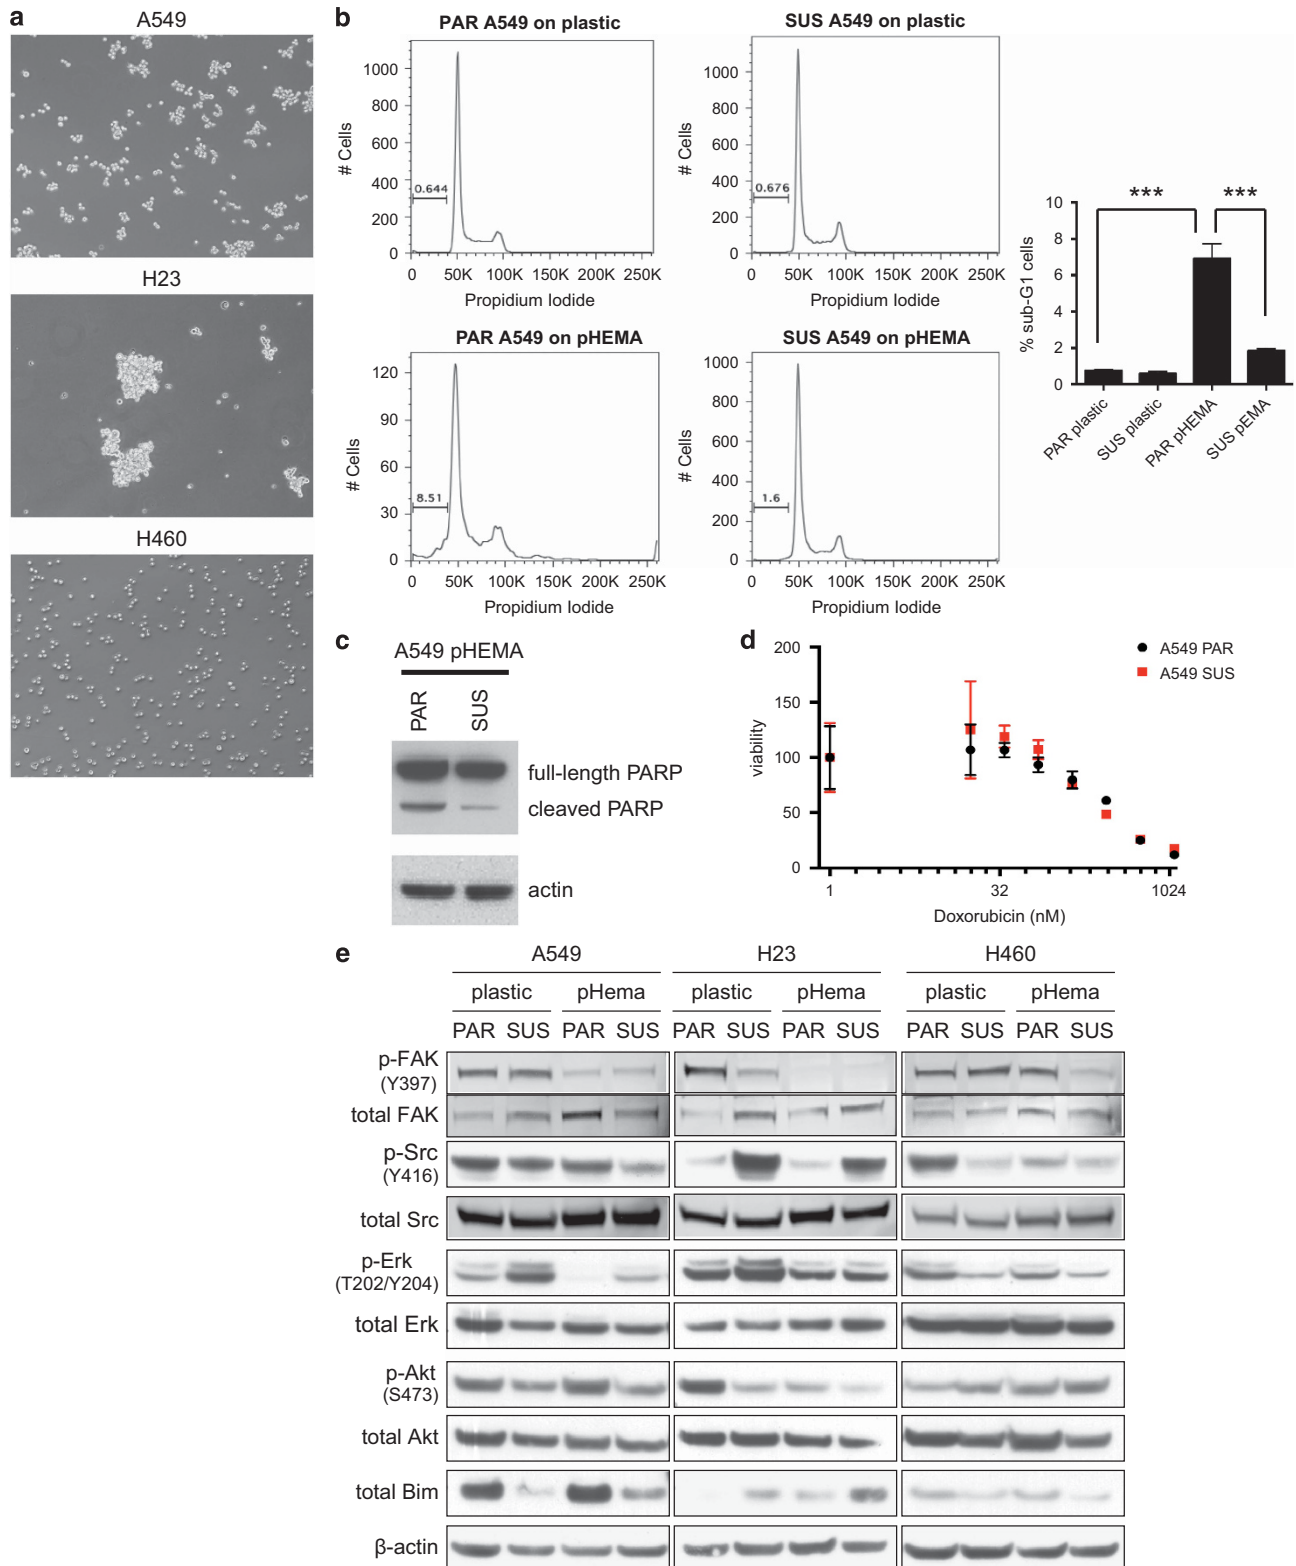 a
A549
H23
H460
b
PAR A549 on plastic
# Cells
1000
800
600
400
200
0
0.644
0 50K 100K 150K 200K 250K
Propidium Iodide
SUS A549 on plastic
# Cells
1000
800
600
400
200
0
0.676
0 50K 100K 150K 200K 250K
Propidium Iodide
PAR A549 on pHEMA
# Cells
120
90
60
30
0
8.51
0 50K 100K 150K 200K 250K
Propidium Iodide
SUS A549 on pHEMA
# Cells
1000
800
600
400
200
0
1.6
0 50K 100K 150K 200K 250K
Propidium Iodide
*** ***
% sub-G1 cells
10
8
6
4
2
0
PAR plastic
SUS plastic
PAR pHEMA
SUS pEMA
c
A549 pHEMA
PAR SUS
full-length PARP
cleaved PARP
actin
d
viability
200
150
100
50
0
1 32 1024
Doxorubicin (nM)
A549 PAR
A549 SUS
e
A549 H23 H460
plastic pHema plastic pHema plastic pHema
PAR SUS PAR SUS PAR SUS PAR SUS PAR SUS PAR SUS
p-FAK
(Y397)
total FAK
p-Src
(Y416)
total Src
p-Erk
(T202/Y204)
total Erk
p-Akt
(S473)
total Akt
total Bim
β-actin